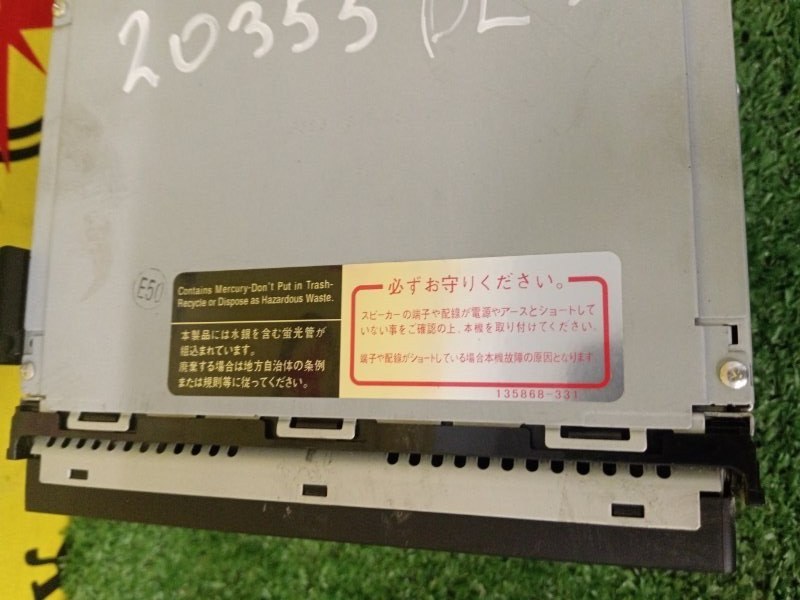 20355 DL
E50
Contains Mercury-Don't Put in Trash-
Recycle or Dispose as Hazardous Waste.
本製品には水銀を含む蛍光管が
組込まれています。
廃棄する場合は地方自治体の条例
または規則等に従ってください。
必ずお守りください。
スピーカーの端子や配線が電源やアースとショートして
いない事をご確認の上、本機を取り付けてください。
端子や配線がショートしている場合本機故障の原因となります
135868-331